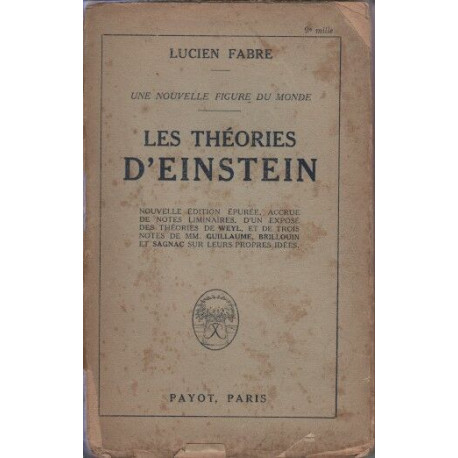 9e mille
LUCIEN FABRE
UNE NOUVELLE FIGURE DU MONDE
LES THÉORIES
D'EINSTEIN
NOUVELLE ÉDITION ÉPURÉE, ACCRUE
DE NOTES LIMINAIRES, D'UN EXPOSÉ
DES THÉORIES DE WEYL, ET DE TROIS
NOTES DE MM. GUILLAUME, BRILLOUIN
ET SAGNAC SUR LEURS PROPRES IDÉES.
PAYOT, PARIS